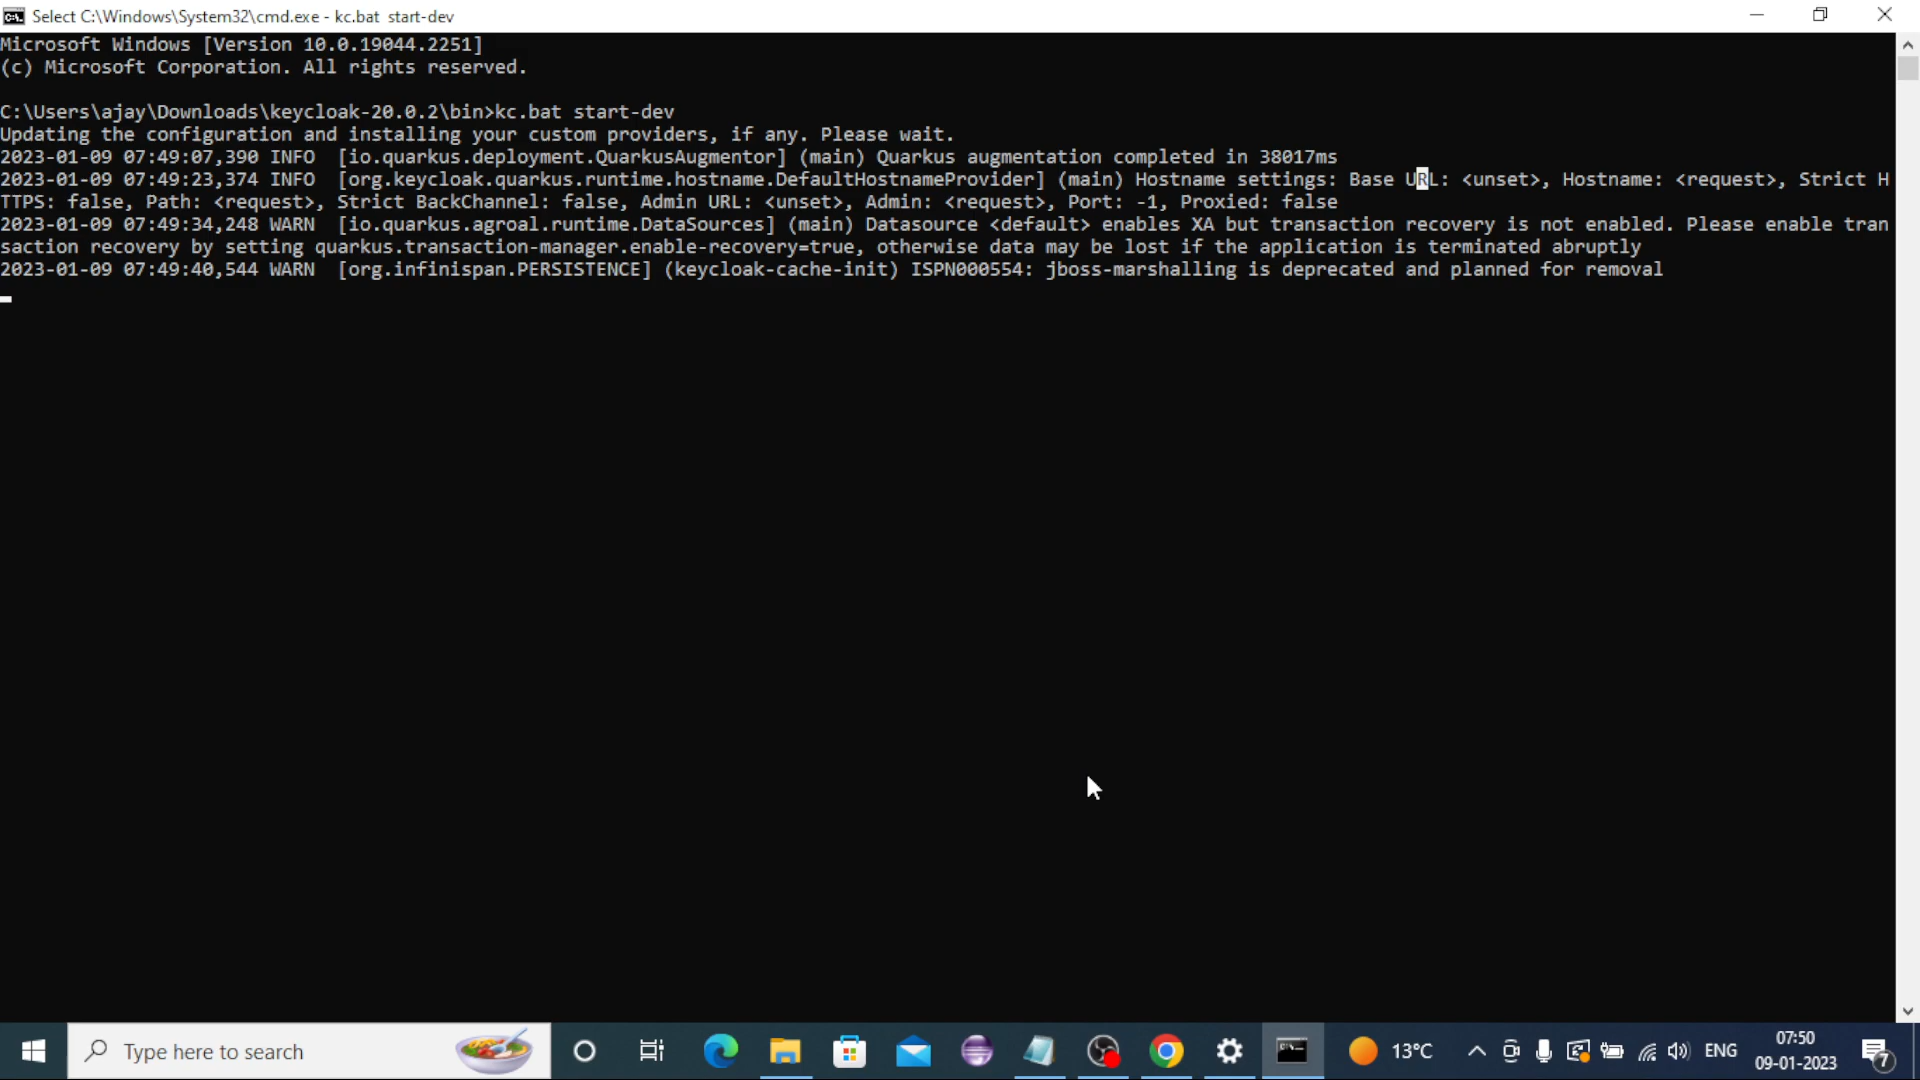 Select C:\Windows\System32\cmd.exe - kc.bat start-dev
Microsoft Windows [Version 10.0.19044.2251]
(c) Microsoft Corporation. All rights reserved.
C:\Users\ajay\Downloads\keycloak-20.0.2\bin>kc.bat start-dev
Updating the configuration and installing your custom providers, if any. Please wait.
2023-01-09 07:49:07,390 INFO  [io.quarkus.deployment.QuarkusAugmentor] (main) Quarkus augmentation completed in 38017ms
2023-01-09 07:49:23,374 INFO  [org.keycloak.quarkus.runtime.hostname.DefaultHostnameProvider] (main) Hostname settings: Base URL: <unset>, Hostname: <request>, Strict H
TTPS: false, Path: <request>, Strict BackChannel: false, Admin URL: <unset>, Admin: <request>, Port: -1, Proxied: false
2023-01-09 07:49:34,248 WARN  [io.quarkus.agroal.runtime.DataSources] (main) Datasource <default> enables XA but transaction recovery is not enabled. Please enable tran
saction recovery by setting quarkus.transaction-manager.enable-recovery=true, otherwise data may be lost if the application is terminated abruptly
2023-01-09 07:49:40,544 WARN  [org.infinispan.PERSISTENCE] (keycloak-cache-init) ISPN000554: jboss-marshalling is deprecated and planned for removal
Type here to search
13°C
ENG
07:50
09-01-2023
7